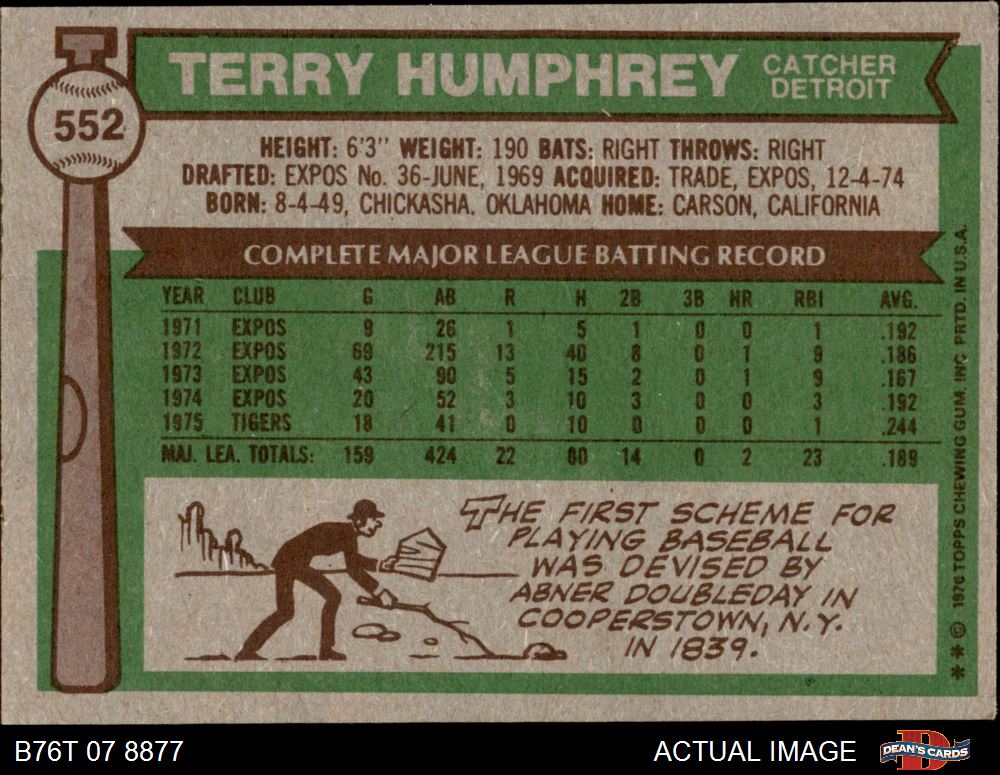 TERRY HUMPHREY
CATCHER
DETROIT
552
HEIGHT: 6'3" WEIGHT: 190 BATS: RIGHT THROWS: RIGHT
DRAFTED: EXPOS No. 36-JUNE, 1969 ACQUIRED: TRADE, EXPOS, 12-4-74
BORN: 8-4-49, CHICKASHA, OKLAHOMA HOME: CARSON, CALIFORNIA
COMPLETE MAJOR LEAGUE BATTING RECORD
YEAR CLUB G AB R H 2B 3B HR RBI AVG.
1971 EXPOS 9 26 1 5 1 0 0 1 .192
1972 EXPOS 69 215 13 40 8 0 1 9 .186
1973 EXPOS 43 90 5 15 2 0 1 9 .167
1974 EXPOS 20 52 3 10 3 0 0 3 .192
1975 TIGERS 18 41 0 10 0 0 0 1 .244
MAJ. LEA. TOTALS: 159 424 22 80 14 0 2 23 .189
THE FIRST SCHEME FOR
PLAYING BASEBALL
WAS DEVISED BY
ABNER DOUBLEDAY IN
COOPERSTOWN, N.Y.
IN 1839.
** © 1976 TOPPS CHEWING GUM, INC. PRTD. IN U.S.A.
B76T 07 8877
ACTUAL IMAGE
DEAN'S CARDS